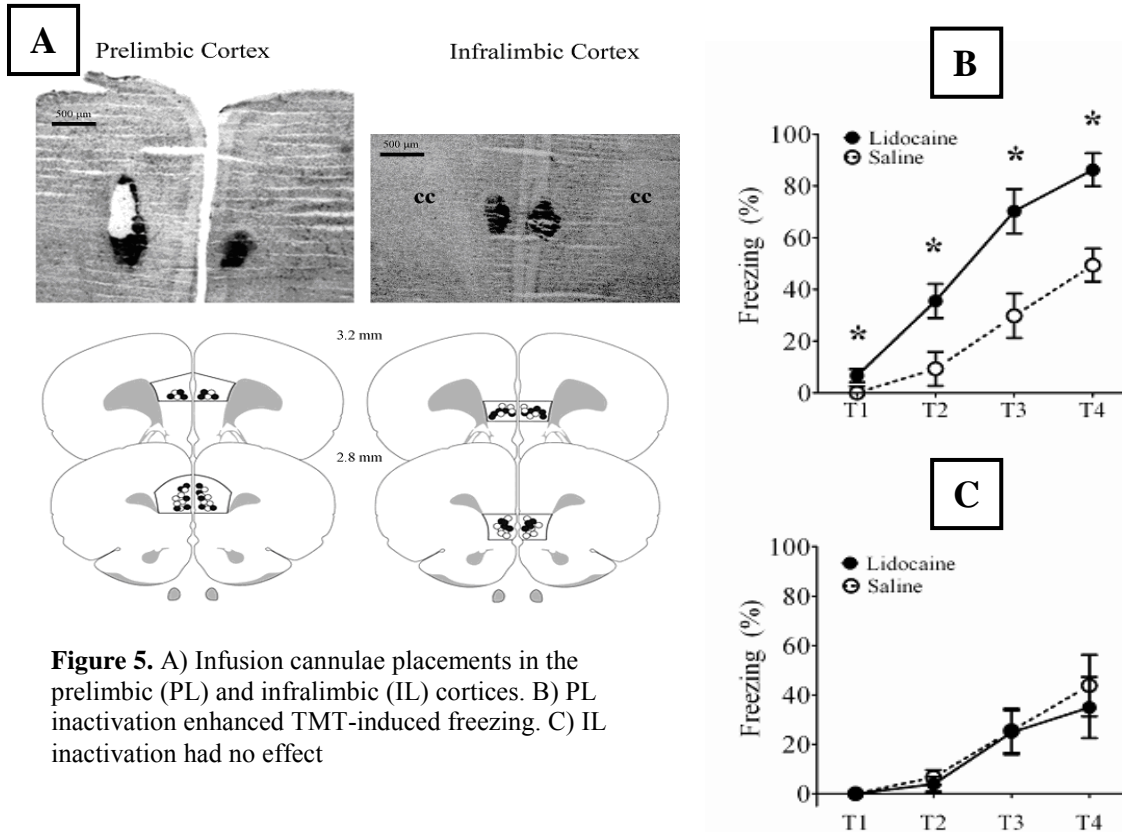 A
Prelimbic Cortex
Infralimbic Cortex
500 µm
500 µm
cc
cc
3.2 mm
2.8 mm
Figure 5. A) Infusion cannulae placements in the
prelimbic (PL) and infralimbic (IL) cortices. B) PL
inactivation enhanced TMT-induced freezing. C) IL
inactivation had no effect
B
Freezing (%)
100
80
60
40
20
0
Lidocaine
Saline
*
*
*
*
T1 T2 T3 T4
C
Freezing (%)
100
80
60
40
20
0
Lidocaine
Saline
T1 T2 T3 T4